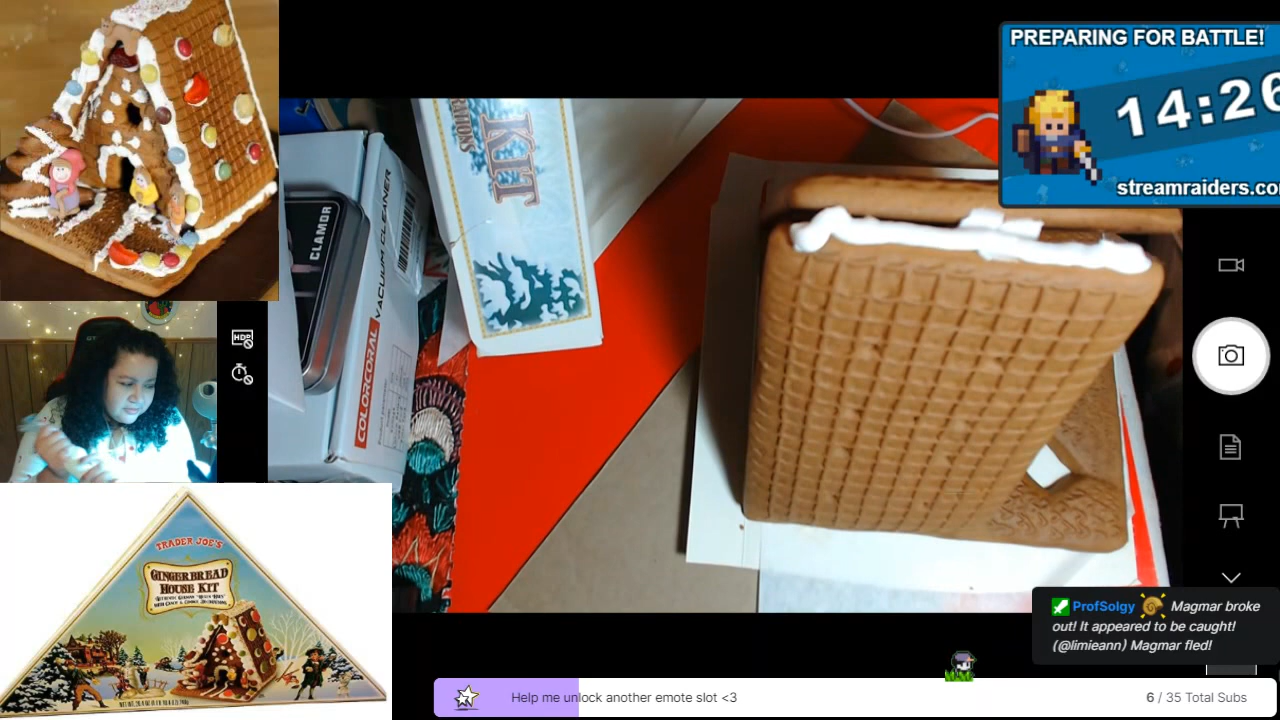 PREPARING FOR BATTLE!
14:26
streamraiders.co
KIT
CLAMOR
COLORCORAL VACUUM CLEANER
HDR
GT
TRADER JOE'S
GINGERBREAD
HOUSE KIT
ProfSolgy Magmar broke
out! It appeared to be caught!
(@limieann) Magmar fled!
Help me unlock another emote slot <3
6 / 35 Total Subs